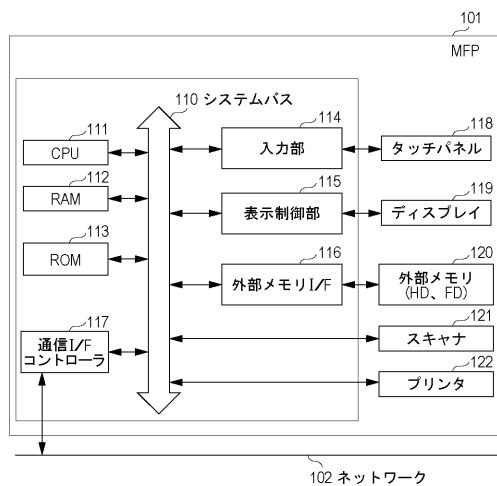 101
MFP
110 システムバス
111
CPU
112
RAM
113
ROM
117
通信I/F
コントローラ
114
入力部
115
表示制御部
116
外部メモリI/F
118
タッチパネル
119
ディスプレイ
120
外部メモリ
(HD、FD)
121
スキャナ
122
プリンタ
102 ネットワーク